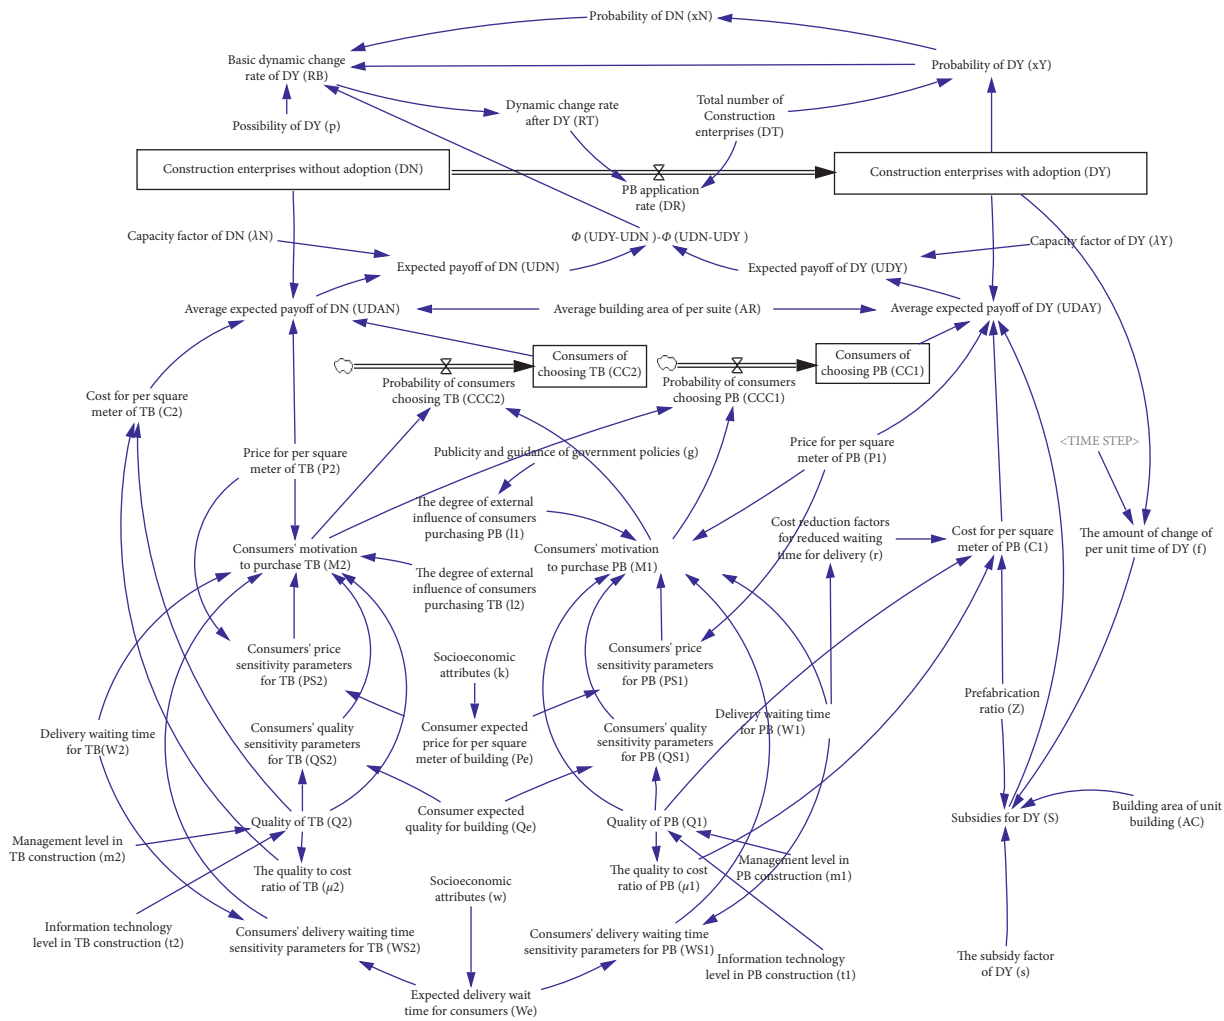 Probability of DN (xN)
Basic dynamic change
rate of DY (RB)
Probability of DY (xY)
Possibility of DY (p)
Dynamic change rate
after DY (RT)
Total number of
Construction
enterprises (DT)
Construction enterprises without adoption (DN)
Construction enterprises with adoption (DY)
PB application
rate (DR)
Capacity factor of DN (λN)
Φ (UDY-UDN )-Φ (UDN-UDY )
Capacity factor of DY (λY)
Expected payoff of DN (UDN)
Expected payoff of DY (UDY)
Average expected payoff of DN (UDAN)
Average building area of per suite (AR)
Average expected payoff of DY (UDAY)
Consumers of
choosing TB (CC2)
Consumers of
choosing PB (CC1)
Probability of consumers
choosing TB (CCC2)
Probability of consumers
choosing PB (CCC1)
Cost for per square
meter of TB (C2)
Price for per square
meter of TB (P2)
Publicity and guidance of government policies (g)
Price for per square
meter of PB (P1)
<TIME STEP>
The degree of external
influence of consumers
purchasing PB (l1)
Cost reduction factors
for reduced waiting
time for delivery (r)
Cost for per square
meter of PB (C1)
The amount of change of
per unit time of DY (f)
Consumers' motivation
to purchase TB (M2)
Consumers' motivation
to purchase PB (M1)
The degree of external
influence of consumers
purchasing TB (l2)
Consumers' price
sensitivity parameters
for TB (PS2)
Socioeconomic
attributes (k)
Consumers' price
sensitivity parameters
for PB (PS1)
Prefabrication
ratio (Z)
Delivery waiting time
for TB(W2)
Consumers' quality
sensitivity parameters
for TB (QS2)
Consumer expected
price for per square
meter of building (Pe)
Consumers' quality
sensitivity parameters
for PB (QS1)
Delivery waiting time
for PB (W1)
Quality of TB (Q2)
Consumer expected
quality for building (Qe)
Quality of PB (Q1)
Subsidies for DY (S)
Building area of unit
building (AC)
Management level in
TB construction (m2)
The quality to cost
ratio of TB (μ2)
The quality to cost
ratio of PB (μ1)
Management level in
PB construction (m1)
Socioeconomic
attributes (w)
Information technology
level in TB construction (t2)
Consumers' delivery waiting time
sensitivity parameters for TB (WS2)
Consumers' delivery waiting time
sensitivity parameters for PB (WS1)
Information technology
level in PB construction (t1)
The subsidy factor
of DY (s)
Expected delivery wait
time for consumers (We)